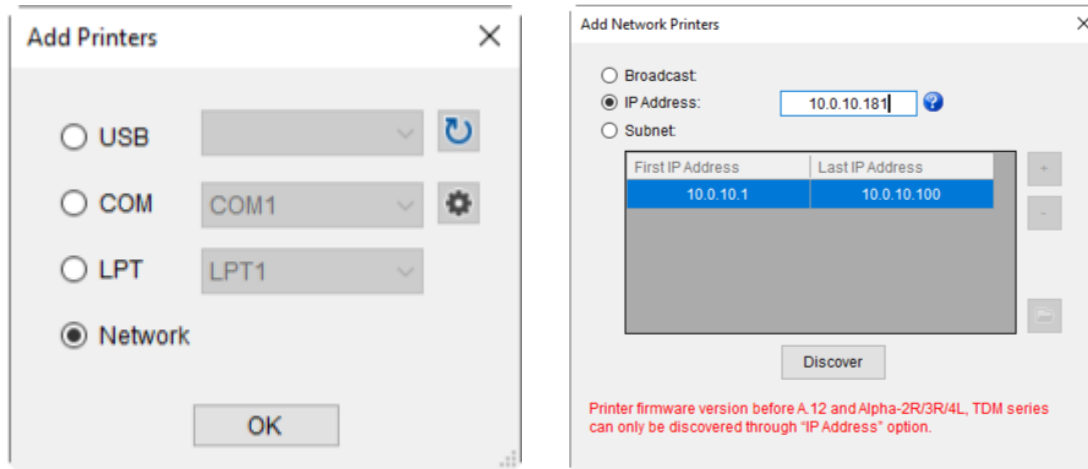 Add Printers
USB
COM COM1
LPT LPT1
Network
OK
Add Network Printers
Broadcast:
IP Address: 10.0.10.181
Subnet:
First IP Address Last IP Address
10.0.10.1 10.0.10.100
+
-
Discover
Printer firmware version before A.12 and Alpha-2R/3R/4L, TDM series
can only be discovered through “IP Address” option.